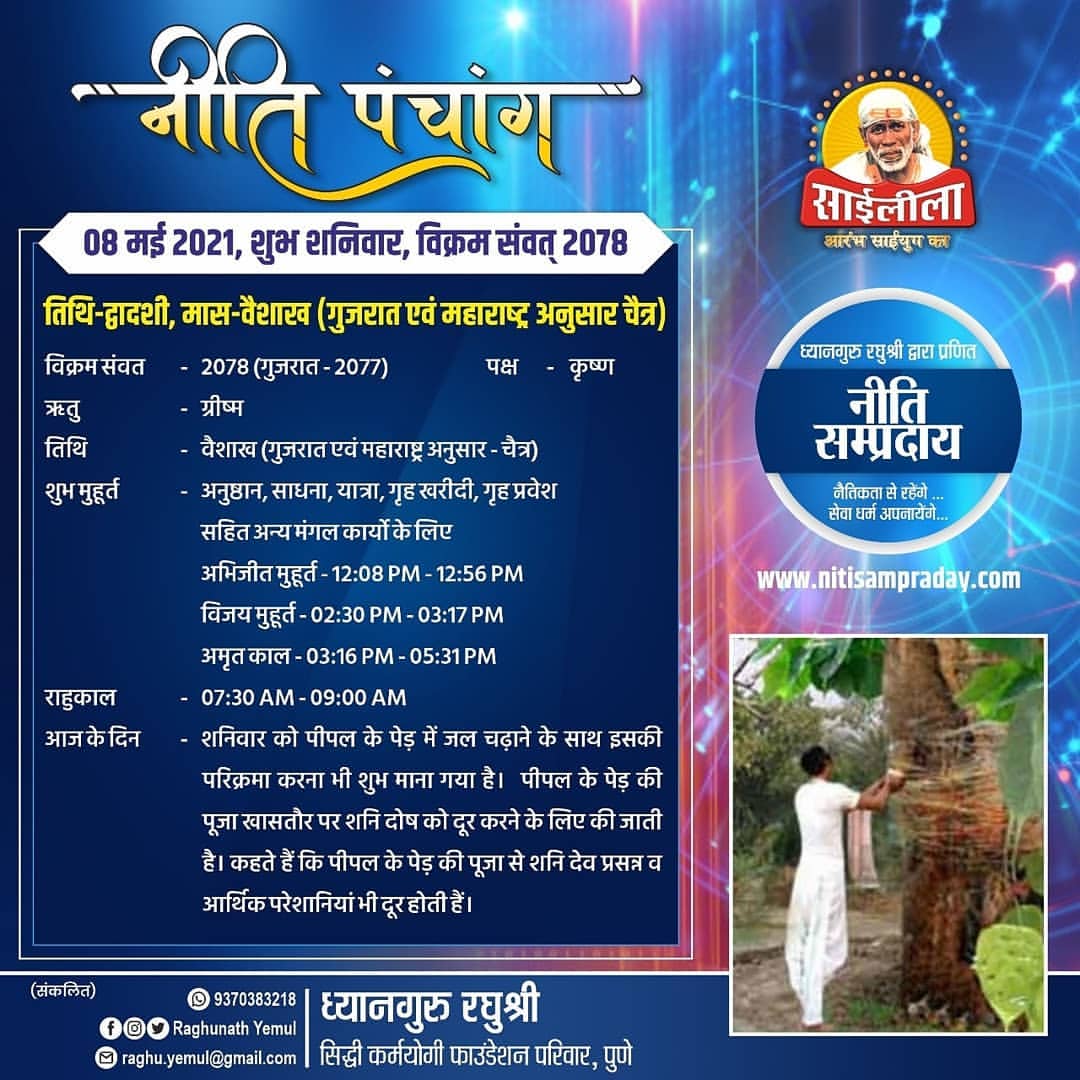 नीति पंचांग
साईलीला
आरंभ साईयुग का
08 मई 2021, शुभ शनिवार, विक्रम संवत् 2078
तिथि-द्वादशी, मास-वैशाख (गुजरात एवं महाराष्ट्र अनुसार चैत्र)
विक्रम संवत - 2078 (गुजरात - 2077) पक्ष - कृष्ण
ऋतु - ग्रीष्म
तिथि - वैशाख (गुजरात एवं महाराष्ट्र अनुसार - चैत्र)
शुभ मुहूर्त - अनुष्ठान, साधना, यात्रा, गृह खरीदी, गृह प्रवेश
सहित अन्य मंगल कार्यो के लिए
अभिजीत मुहूर्त - 12:08 PM - 12:56 PM
विजय मुहूर्त - 02:30 PM - 03:17 PM
अमृत काल - 03:16 PM - 05:31 PM
राहुकाल - 07:30 AM - 09:00 AM
आज के दिन - शनिवार को पीपल के पेड़ में जल चढ़ाने के साथ इसकी
परिक्रमा करना भी शुभ माना गया है। पीपल के पेड़ की
पूजा खासतौर पर शनि दोष को दूर करने के लिए की जाती
है। कहते हैं कि पीपल के पेड़ की पूजा से शनि देव प्रसन्न व
आर्थिक परेशानियां भी दूर होती हैं।
ध्यानगुरु रघुश्री द्वारा प्रणित
नीति
सम्प्रदाय
नैतिकता से रहेंगे ...
सेवा धर्म अपनायेंगे...
www.nitisampraday.com
(संकलित)
9370383218
Raghunath Yemul
raghu.yemul@gmail.com
ध्यानगुरु रघुश्री
सिद्धी कर्मयोगी फाउंडेशन परिवार, पुणे